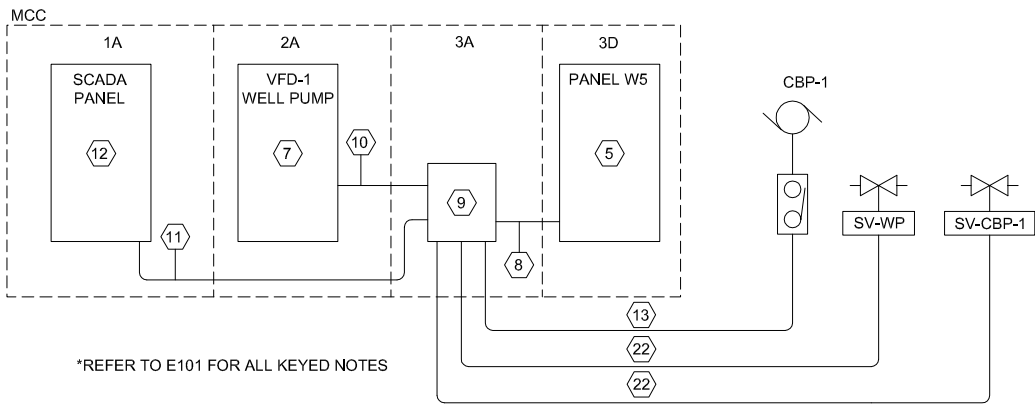 MCC
1A
2A
3A
3D
SCADA
PANEL
VFD-1
WELL PUMP
PANEL W5
CBP-1
12
7
10
9
5
11
8
SV-WP
SV-CBP-1
13
22
22
*REFER TO E101 FOR ALL KEYED NOTES